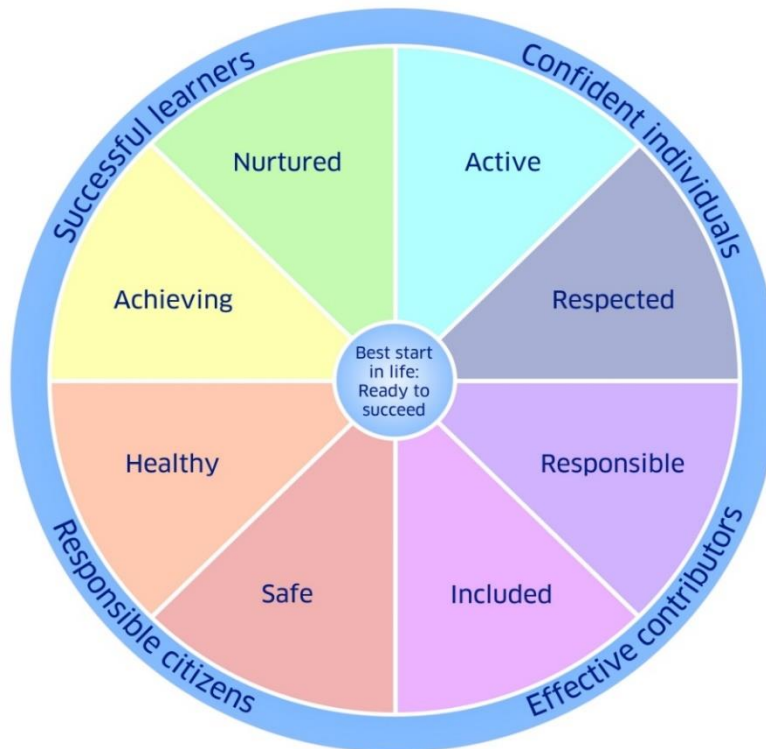 Successful learners
Confident individuals
Nurtured
Active
Achieving
Respected
Best start
in life:
Ready to
succeed
Healthy
Responsible
Safe
Included
Responsible citizens
Effective contributors